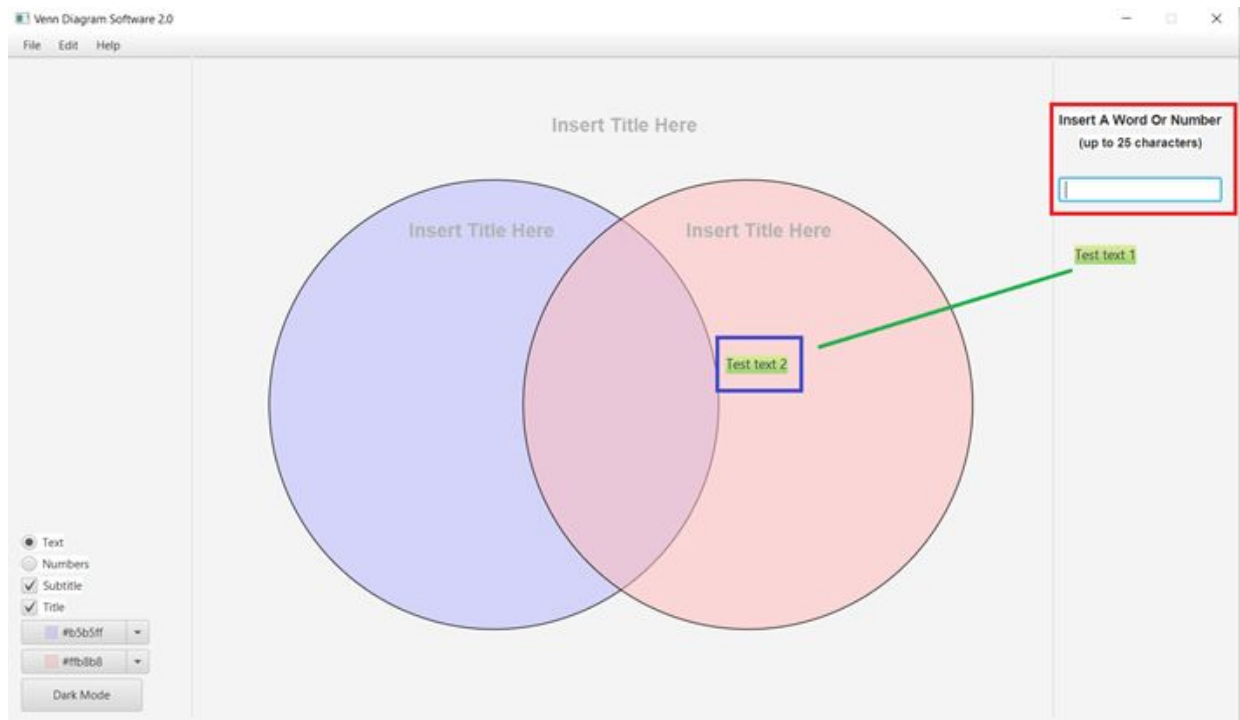 Venn Diagram Software 2.0
File Edit Help
Insert Title Here
Insert A Word Or Number
(up to 25 characters)
Insert Title Here
Insert Title Here
Test text 1
Test text 2
Text
Numbers
Subtitle
Title
#b5b5ff
#ffb8b8
Dark Mode